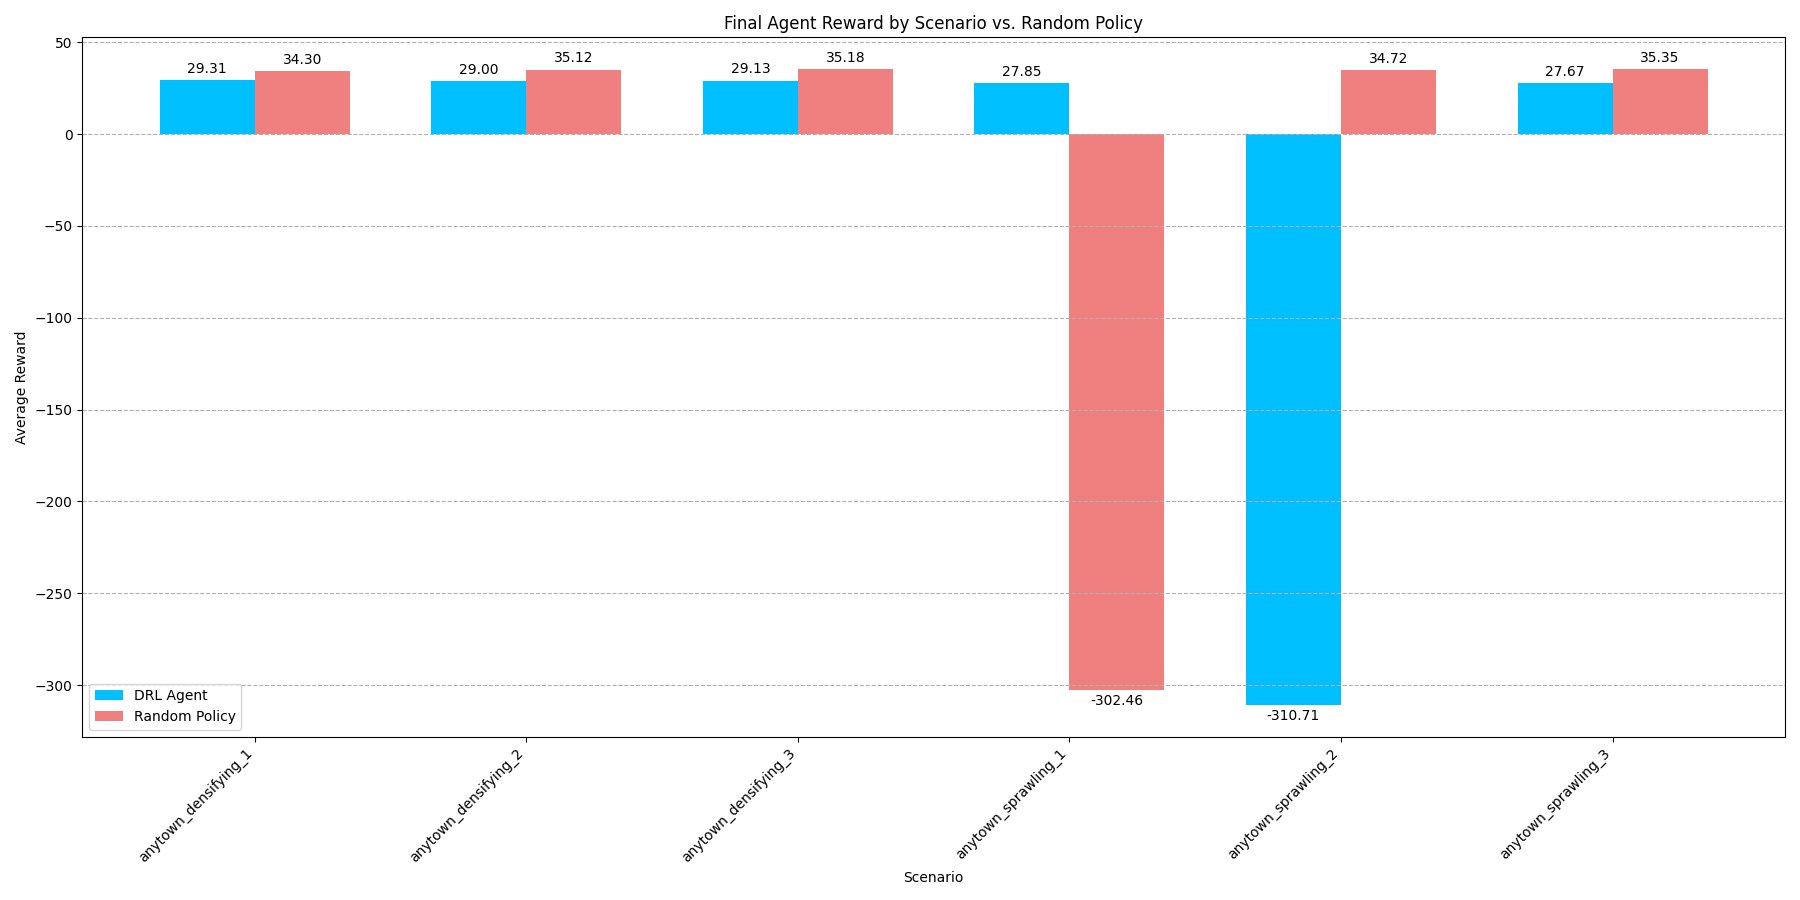 Final Agent Reward by Scenario vs. Random Policy
50
0
−50
−100
−150
−200
−250
−300
Average Reward
29.31
34.30
29.00
35.12
29.13
35.18
27.85
-302.46
-310.71
34.72
27.67
35.35
DRL Agent
Random Policy
anytown_densifying_1
anytown_densifying_2
anytown_densifying_3
anytown_sprawling_1
anytown_sprawling_2
anytown_sprawling_3
Scenario